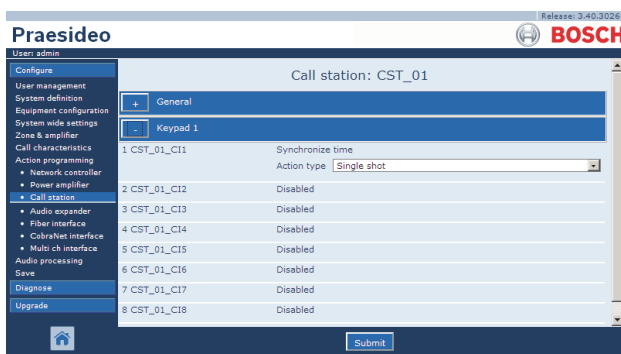 Release: 3.40.3026
Praesideo
BOSCH
User: admin
Configure
User management
System definition
Equipment configuration
System wide settings
Zone & amplifier
Call characteristics
Action programming
• Network controller
• Power amplifier
• Call station
• Audio expander
• Fiber interface
• CobraNet interface
• Multi ch interface
Audio processing
Save
Diagnose
Upgrade
Call station: CST_01
+ General
- Keypad 1
1 CST_01_CI1 Synchronize time
Action type Single shot
2 CST_01_CI2 Disabled
3 CST_01_CI3 Disabled
4 CST_01_CI4 Disabled
5 CST_01_CI5 Disabled
6 CST_01_CI6 Disabled
7 CST_01_CI7 Disabled
8 CST_01_CI8 Disabled
Submit